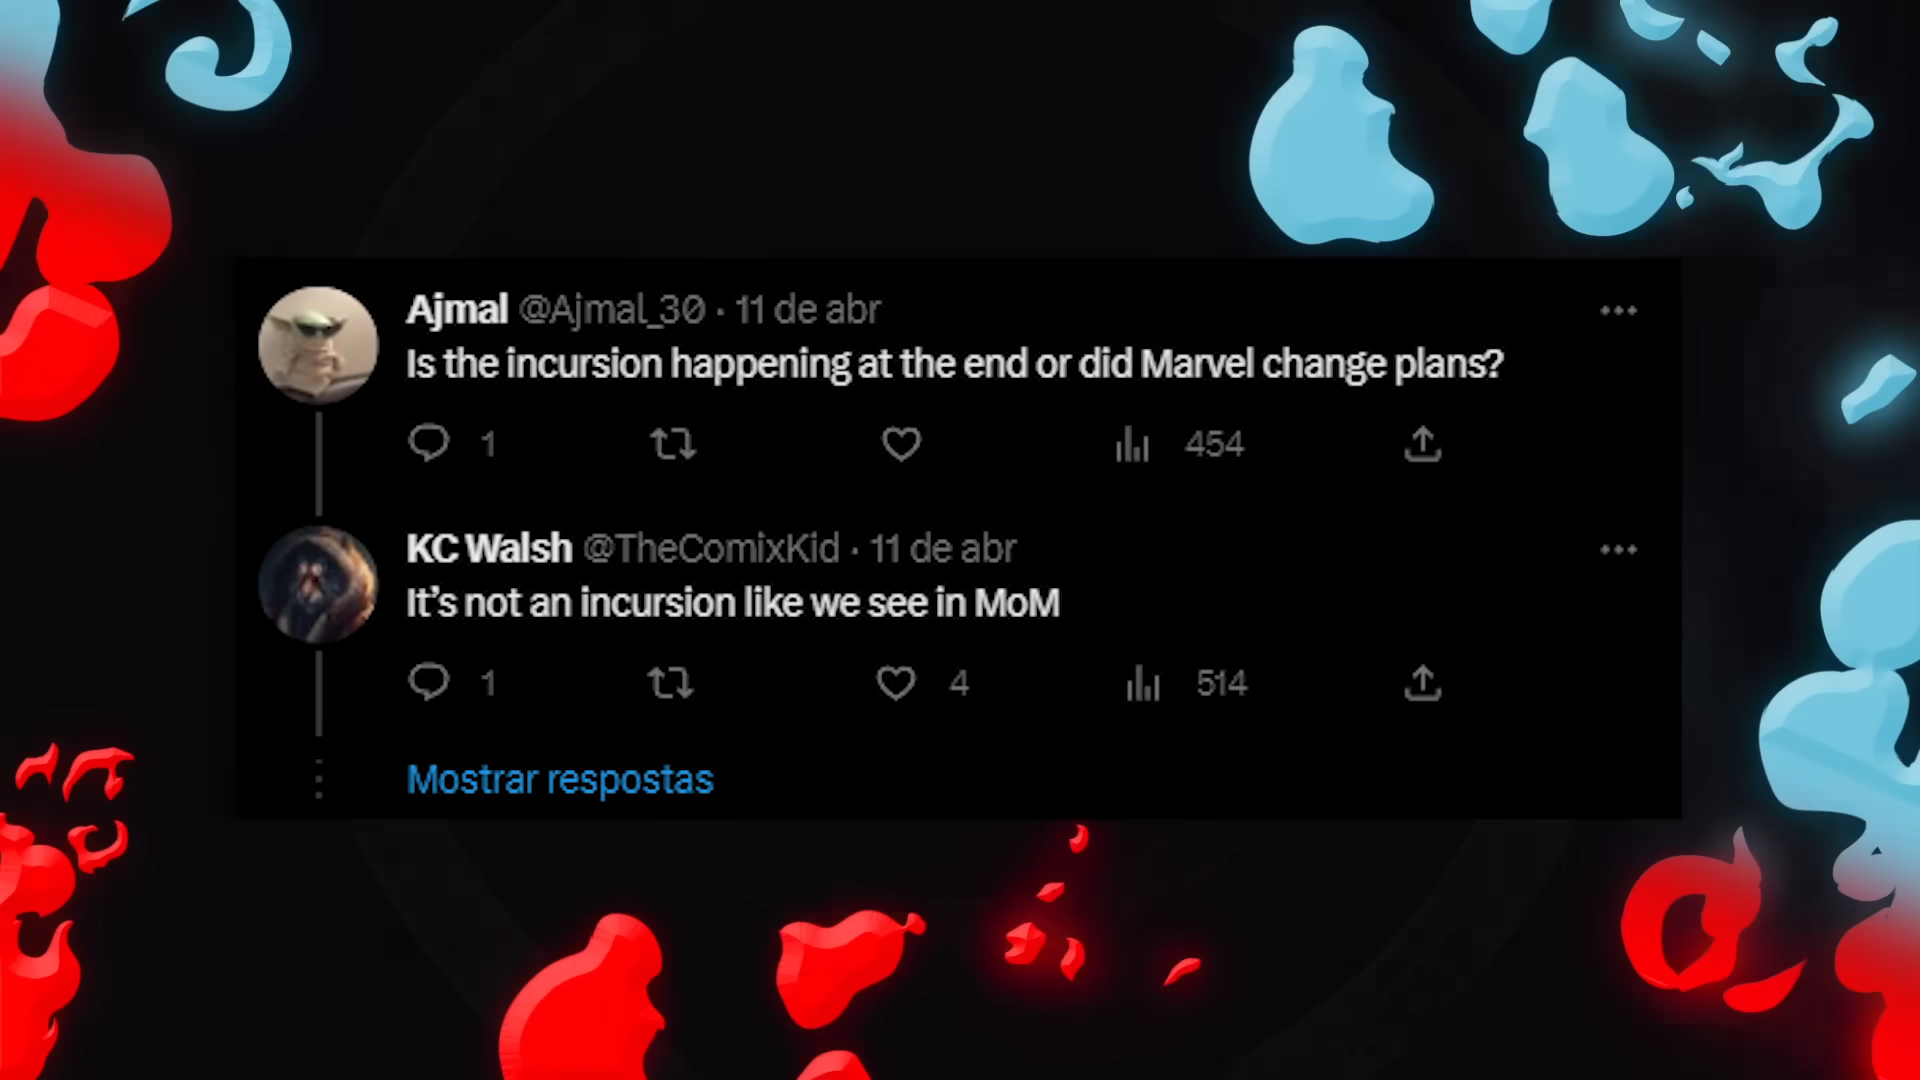 Ajmal @Ajmal_30 · 11 de abr
Is the incursion happening at the end or did Marvel change plans?
1 454
KC Walsh @TheComixKid · 11 de abr
It's not an incursion like we see in MoM
1 4 514
Mostrar respostas